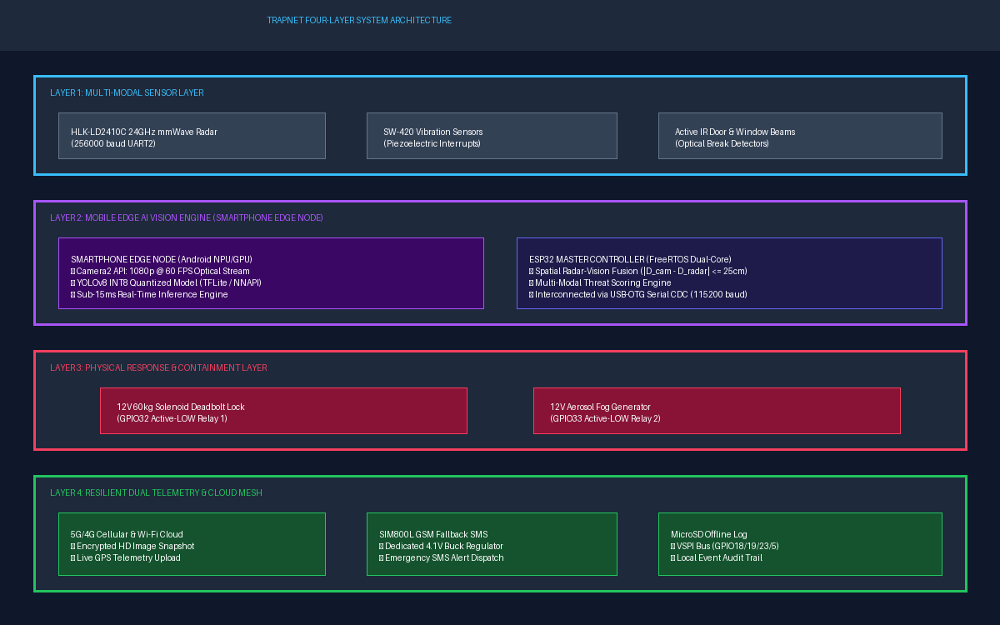 TRAPNET FOUR-LAYER SYSTEM ARCHITECTURE
LAYER 1: MULTI-MODAL SENSOR LAYER
HLK-LD2410C 24GHz mmWave Radar
(256000 baud UART2)
SW-420 Vibration Sensors
(Piezoelectric Interrupts)
Active IR Door & Window Beams
(Optical Break Detectors)
LAYER 2: MOBILE EDGE AI VISION ENGINE (SMARTPHONE EDGE NODE)
SMARTPHONE EDGE NODE (Android NPU/GPU)
Camera2 API: 1080p @ 60 FPS Optical Stream
YOLOv8 INT8 Quantized Model (TFLite / NNAPI)
Sub-15ms Real-Time Inference Engine
ESP32 MASTER CONTROLLER (FreeRTOS Dual-Core)
Spatial Radar-Vision Fusion (|D_cam - D_radar| <= 25cm)
Multi-Modal Threat Scoring Engine
Interconnected via USB-OTG Serial CDC (115200 baud)
LAYER 3: PHYSICAL RESPONSE & CONTAINMENT LAYER
12V 60kg Solenoid Deadbolt Lock
(GPIO32 Active-LOW Relay 1)
12V Aerosol Fog Generator
(GPIO33 Active-LOW Relay 2)
LAYER 4: RESILIENT DUAL TELEMETRY & CLOUD MESH
5G/4G Cellular & Wi-Fi Cloud
Encrypted HD Image Snapshot
Live GPS Telemetry Upload
SIM800L GSM Fallback SMS
Dedicated 4.1V Buck Regulator
Emergency SMS Alert Dispatch
MicroSD Offline Log
VSPI Bus (GPIO18/19/23/5)
Local Event Audit Trail